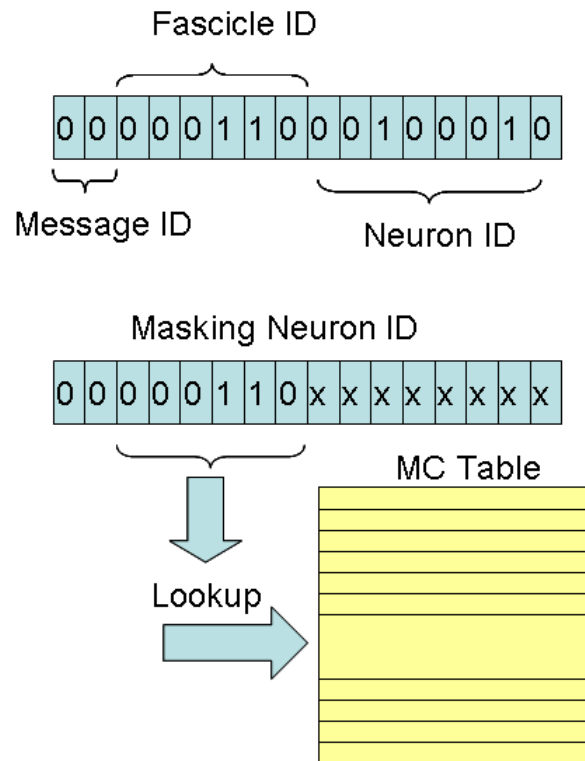 Fascicle ID
0 0 0 0 0 1 1 0 0 0 1 0 0 0 1 0
Message ID
Neuron ID
Masking Neuron ID
0 0 0 0 0 1 1 0 x x x x x x x x
MC Table
Lookup